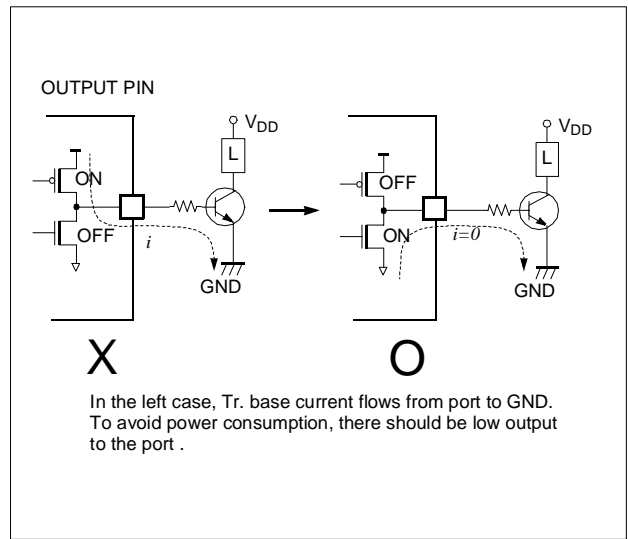 OUTPUT PIN
VDD
L
ON
OFF
i
GND
X
VDD
L
OFF
ON
i=0
GND
O
In the left case, Tr. base current flows from port to GND.
To avoid power consumption, there should be low output
to the port .